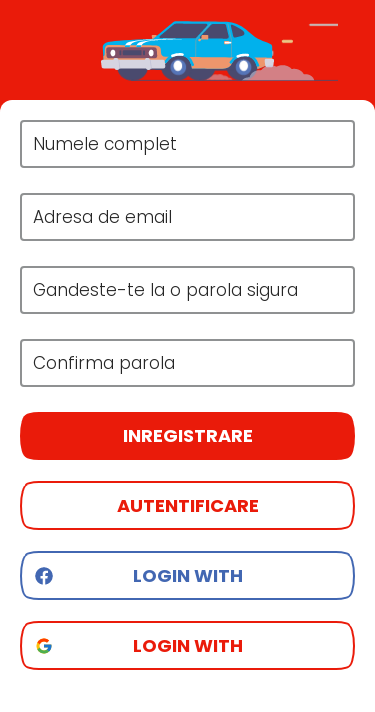 Numele complet
Adresa de email
Gandeste-te la o parola sigura
Confirma parola
INREGISTRARE
AUTENTIFICARE
LOGIN WITH
LOGIN WITH